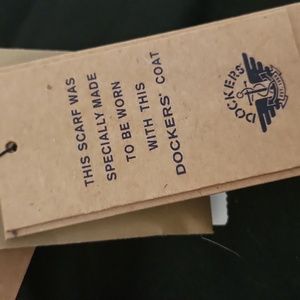 THIS SCARF WAS
SPECIALLY MADE
TO BE WORN
WITH THIS
DOCKERS' COAT
DOCKERS